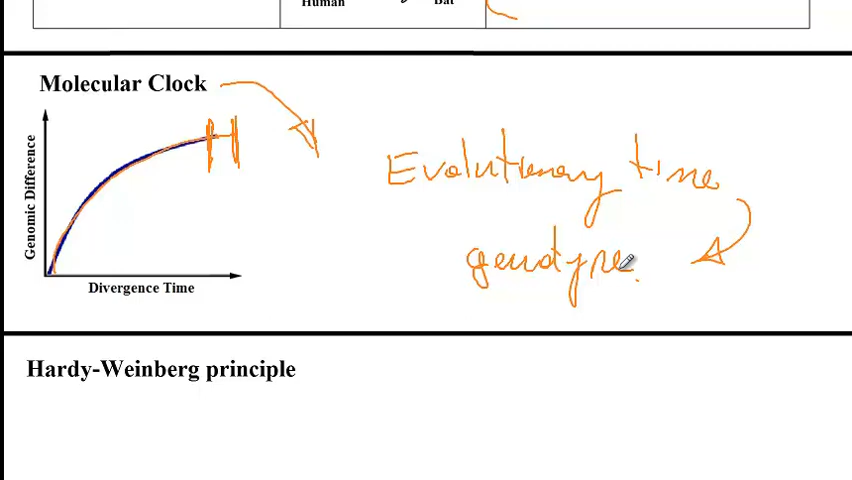 Human
Bat
Molecular Clock
Genomic Difference
Divergence Time
Evolutionary time
genotype
Hardy-Weinberg principle